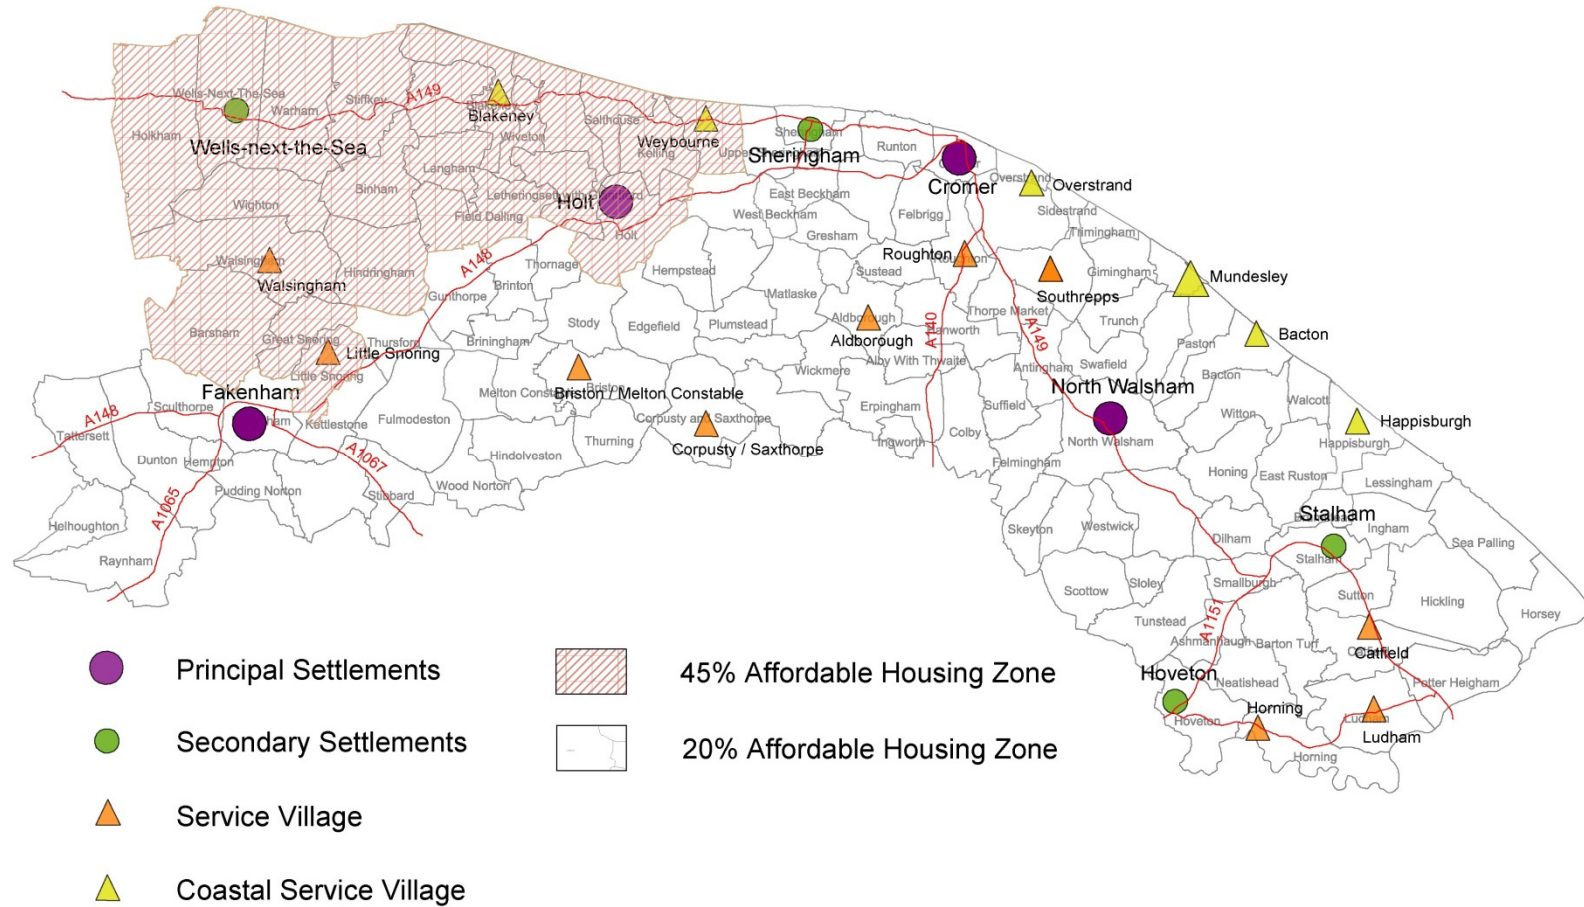 Wells-Next-The-Sea
Warham
Stiffkey
A149
Blakeney
Holkham
Wells-next-the-Sea
Wiveton
Salthouse
Weybourne
Kelling
Sheringham
Sheringham
Runton
Cromer
Overstrand
Overstrand
Langham
Binham
Wighton
Field Dalling
Holt
Holt
East Beckham
West Beckham
Gresham
Felbrigg
Sidestrand
Trimingham
Walsingham
Walsingham
Hindringham
A148
Thornage
Brinton
Gunthorpe
Hempstead
Matlaske
Sustead
Roughton
Gimingham
Mundesley
Southrepps
Barsham
Great Snoring
Little Snoring
Little Snoring
Thursford
Stody
Briningham
Edgefield
Plumstead
Aldborough
Aldborough
A140
Thorpe Market
A149
Trunch
Paston
Bacton
Bacton
Alby With Thwaite
Wickmere
Antingham
Swafield
Fakenham
Sculthorpe
A148
Tattersett
Kettlestone
Fulmodeston
Briston / Melton Constable
Corpusty and Saxthorpe
Corpusty / Saxthorpe
Erpingham
Ingworth
Colby
Suffield
North Walsham
North Walsham
Witton
Walcott
Happisburgh
Happisburgh
Dunton
Hempton
A1067
A1065
Pudding Norton
Stibbard
Wood Norton
Hindolveston
Thurning
Felmingham
Honing
East Ruston
Lessingham
Helhoughton
Raynham
Skeyton
Westwick
Dilham
Stalham
Stalham
Ingham
Sea Palling
Scottow
Sloley
Smallburgh
Sutton
Hickling
Horsey
Tunstead
A1151
Ashmanhaugh
Barton Turf
Catfield
Hoveton
Neatishead
Potter Heigham
Horning
Hoveton
Ludham
Ludham
Horning
Principal Settlements
45% Affordable Housing Zone
Secondary Settlements
20% Affordable Housing Zone
Service Village
Coastal Service Village